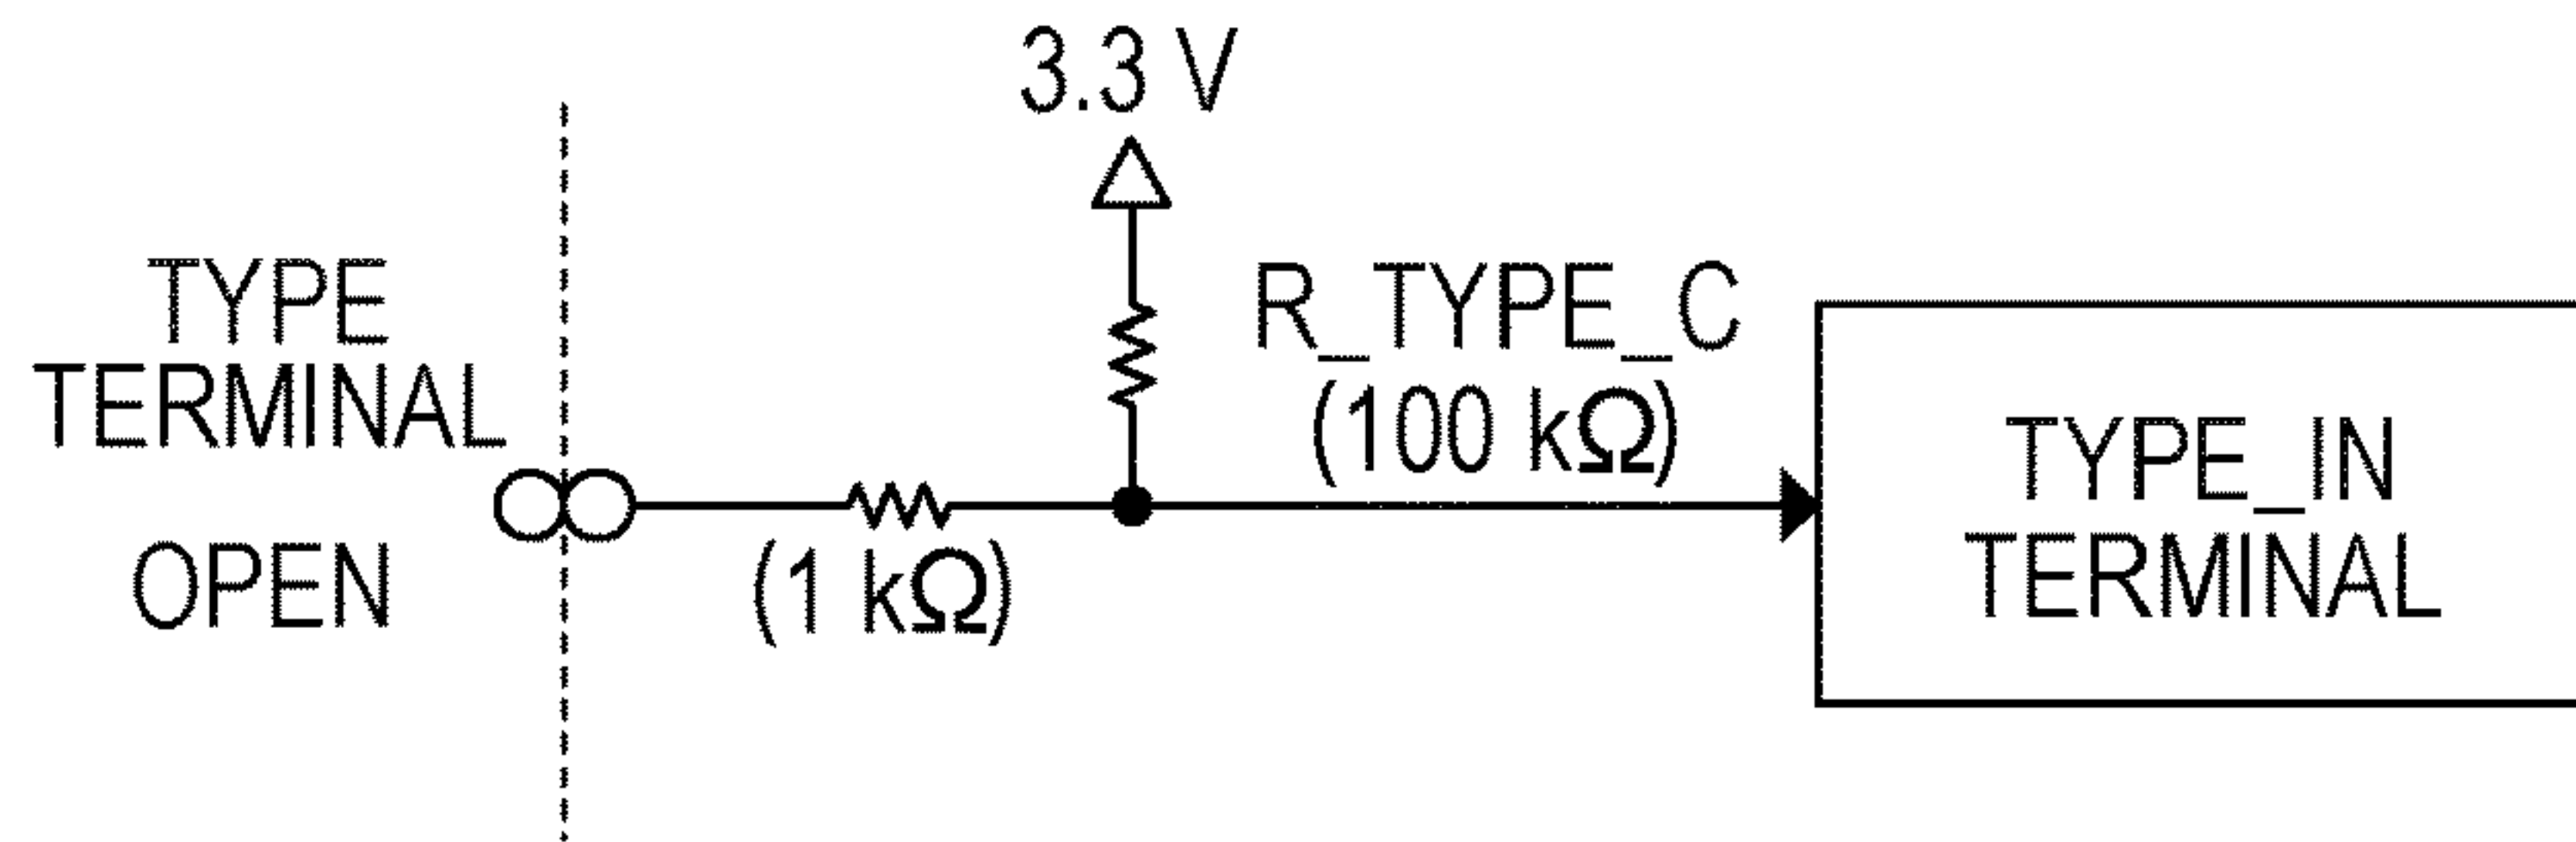 3.3 V
TYPE
TERMINAL
OPEN
(1 kΩ)
R_TYPE_C
(100 kΩ)
TYPE_IN
TERMINAL